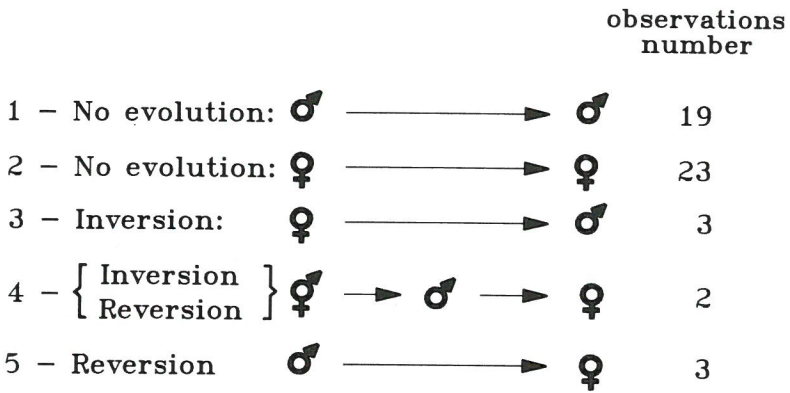 observations
number
1 – No evolution: ♂ → ♂ 19
2 – No evolution: ♀ → ♀ 23
3 – Inversion: ♀ → ♂ 3
4 – { Inversion
Reversion } ⚥ → ♂ → ♀ 2
5 – Reversion ♂ → ♀ 3